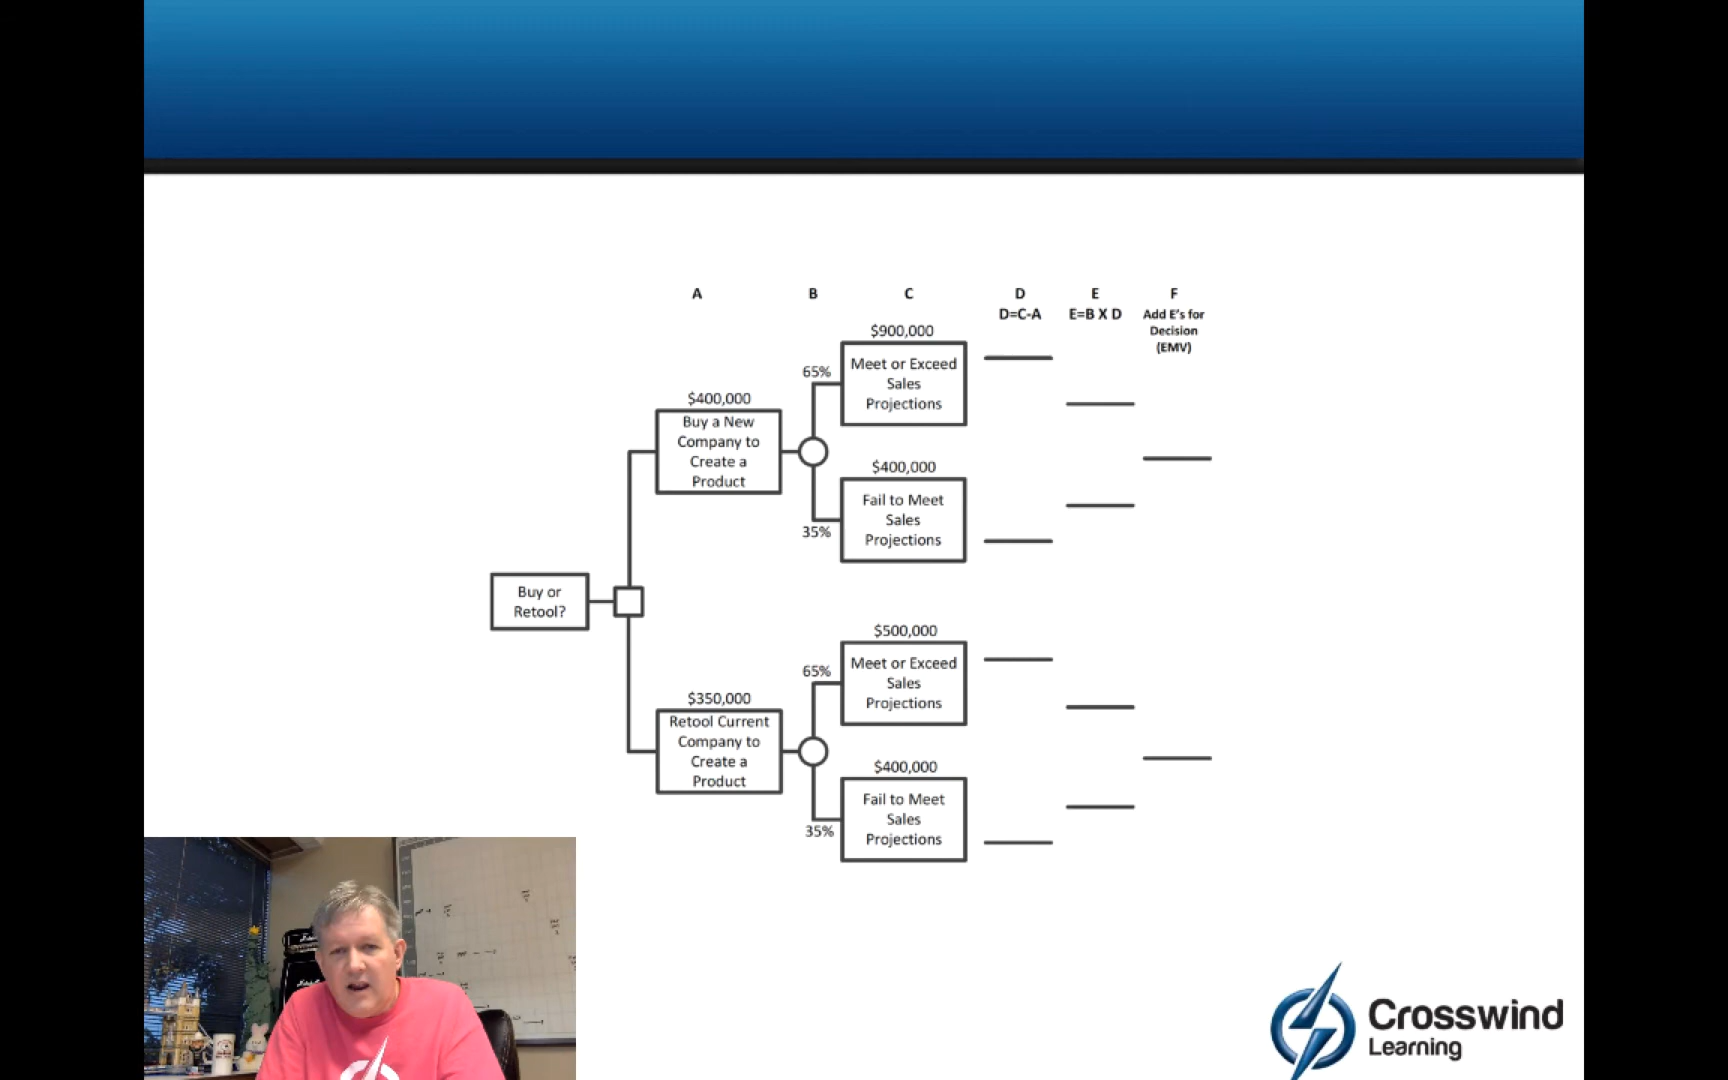 A
B
C
D
E
F
D=C-A
E=B X D
Add E's for
Decision
(EMV)
$900,000
Meet or Exceed
Sales
Projections
65%
$400,000
Buy a New
Company to
Create a
Product
$400,000
Fail to Meet
Sales
Projections
35%
Buy or
Retool?
$500,000
Meet or Exceed
Sales
Projections
65%
$350,000
Retool Current
Company to
Create a
Product
$400,000
Fail to Meet
Sales
Projections
35%
Crosswind
Learning